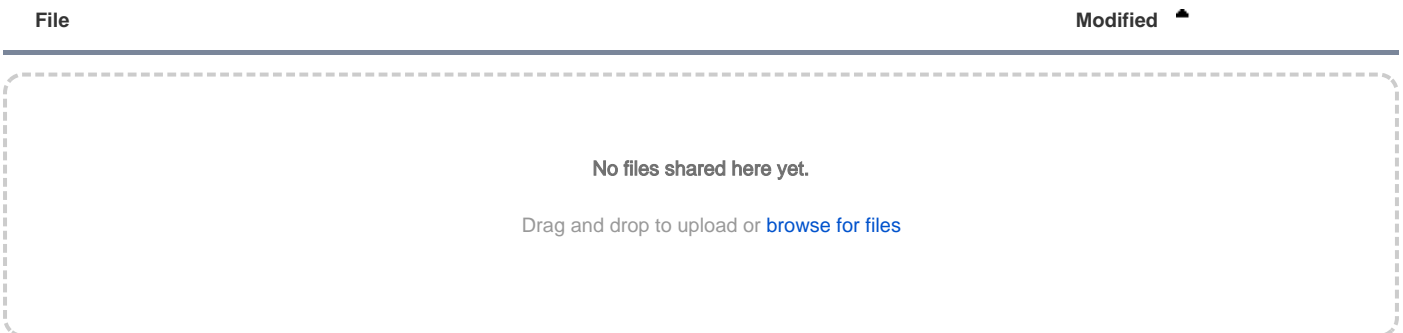 File Modified
No files shared here yet.
Drag and drop to upload or browse for files